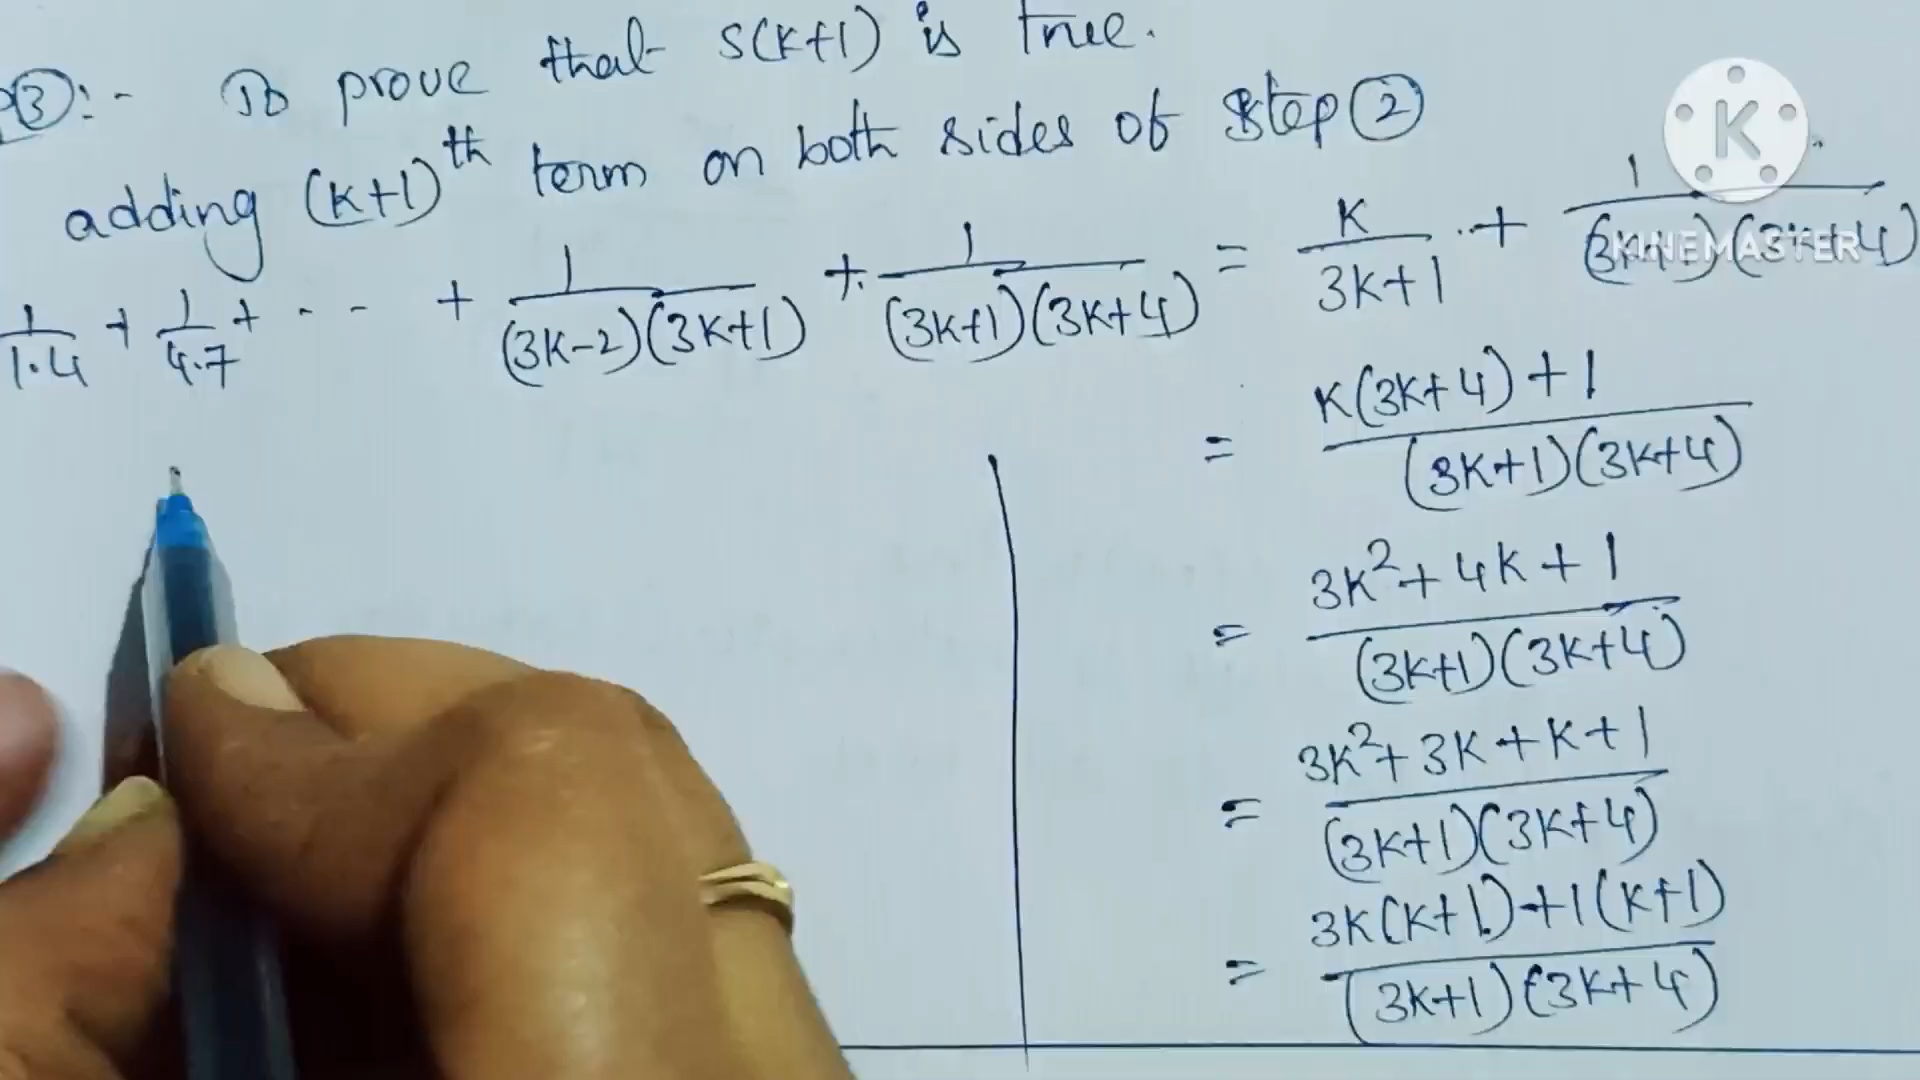 ③:- To prove that S(k+1) is true.
adding (k+1)^th term on both sides of step ②
1/1.4 + 1/4.7 + . - - + 1/(3k-2)(3k+1) + 1/(3k+1)(3k+4) = k/3k+1 + 1/(3k+1)(3k+4)
= k(3k+4)+1/(3k+1)(3k+4)
= 3k²+4k+1/(3k+1)(3k+4)
= 3k²+3k+k+1/(3k+1)(3k+4)
= 3k(k+1)+1(k+1)/(3k+1)(3k+4)
K
KINEMASTER